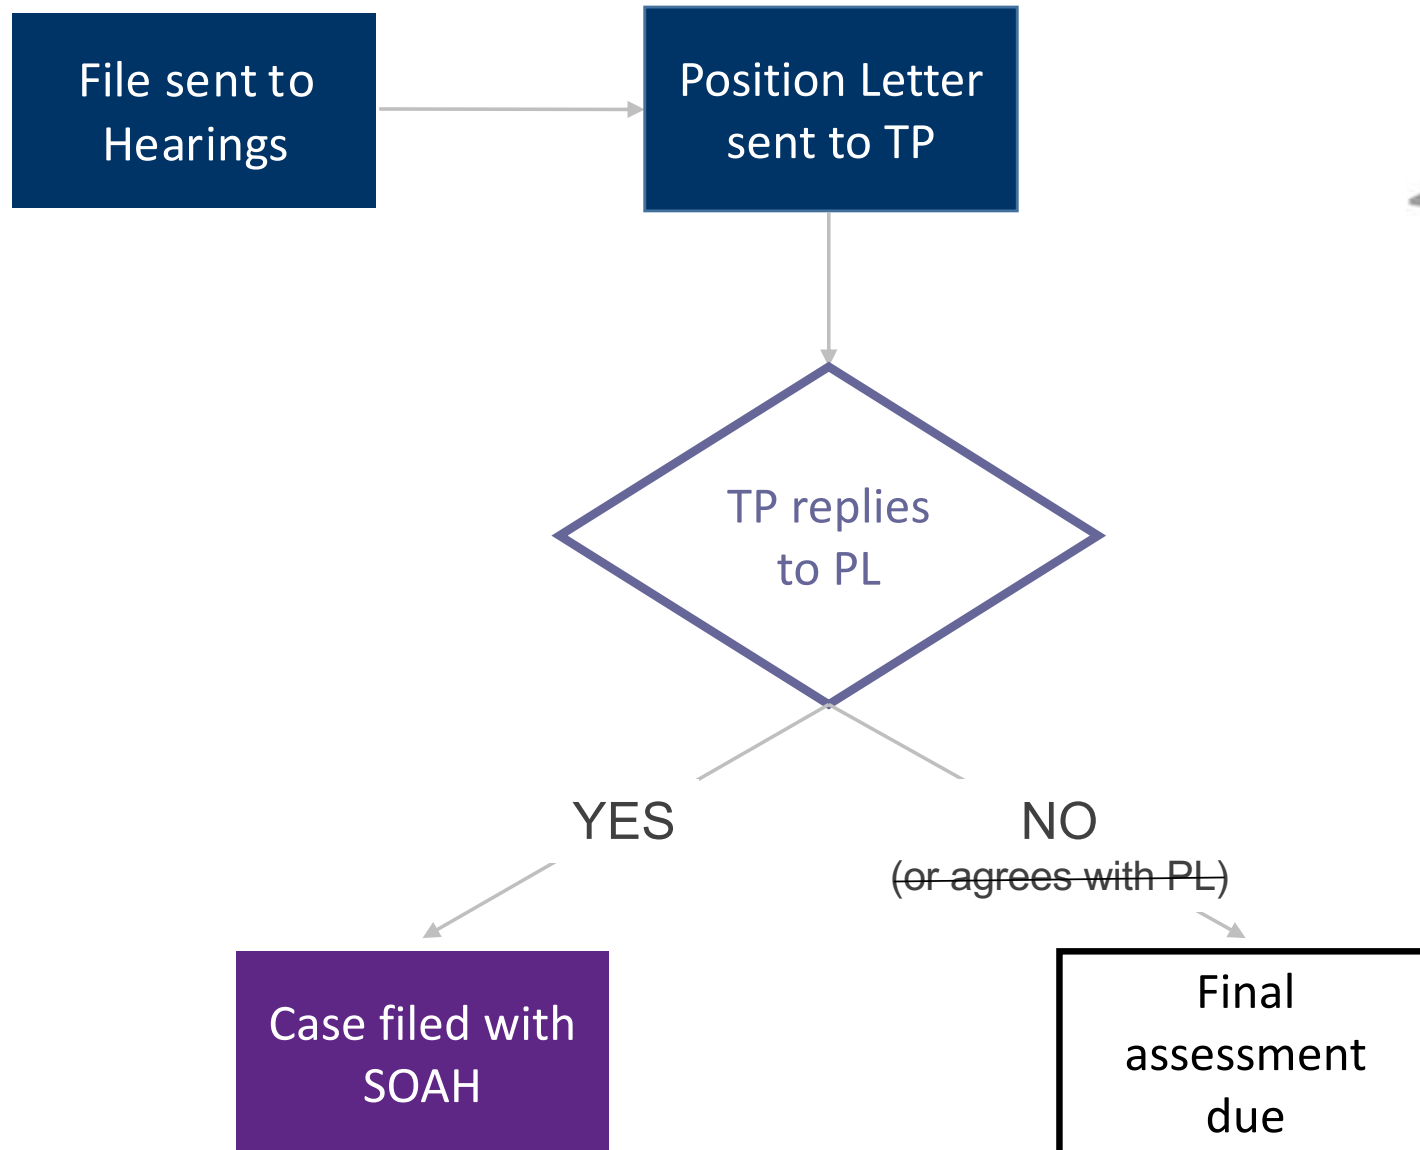 File sent to
Hearings
Position Letter
sent to TP
TP replies
to PL
YES
NO
(or agrees with PL)
Case filed with
SOAH
Final
assessment
due